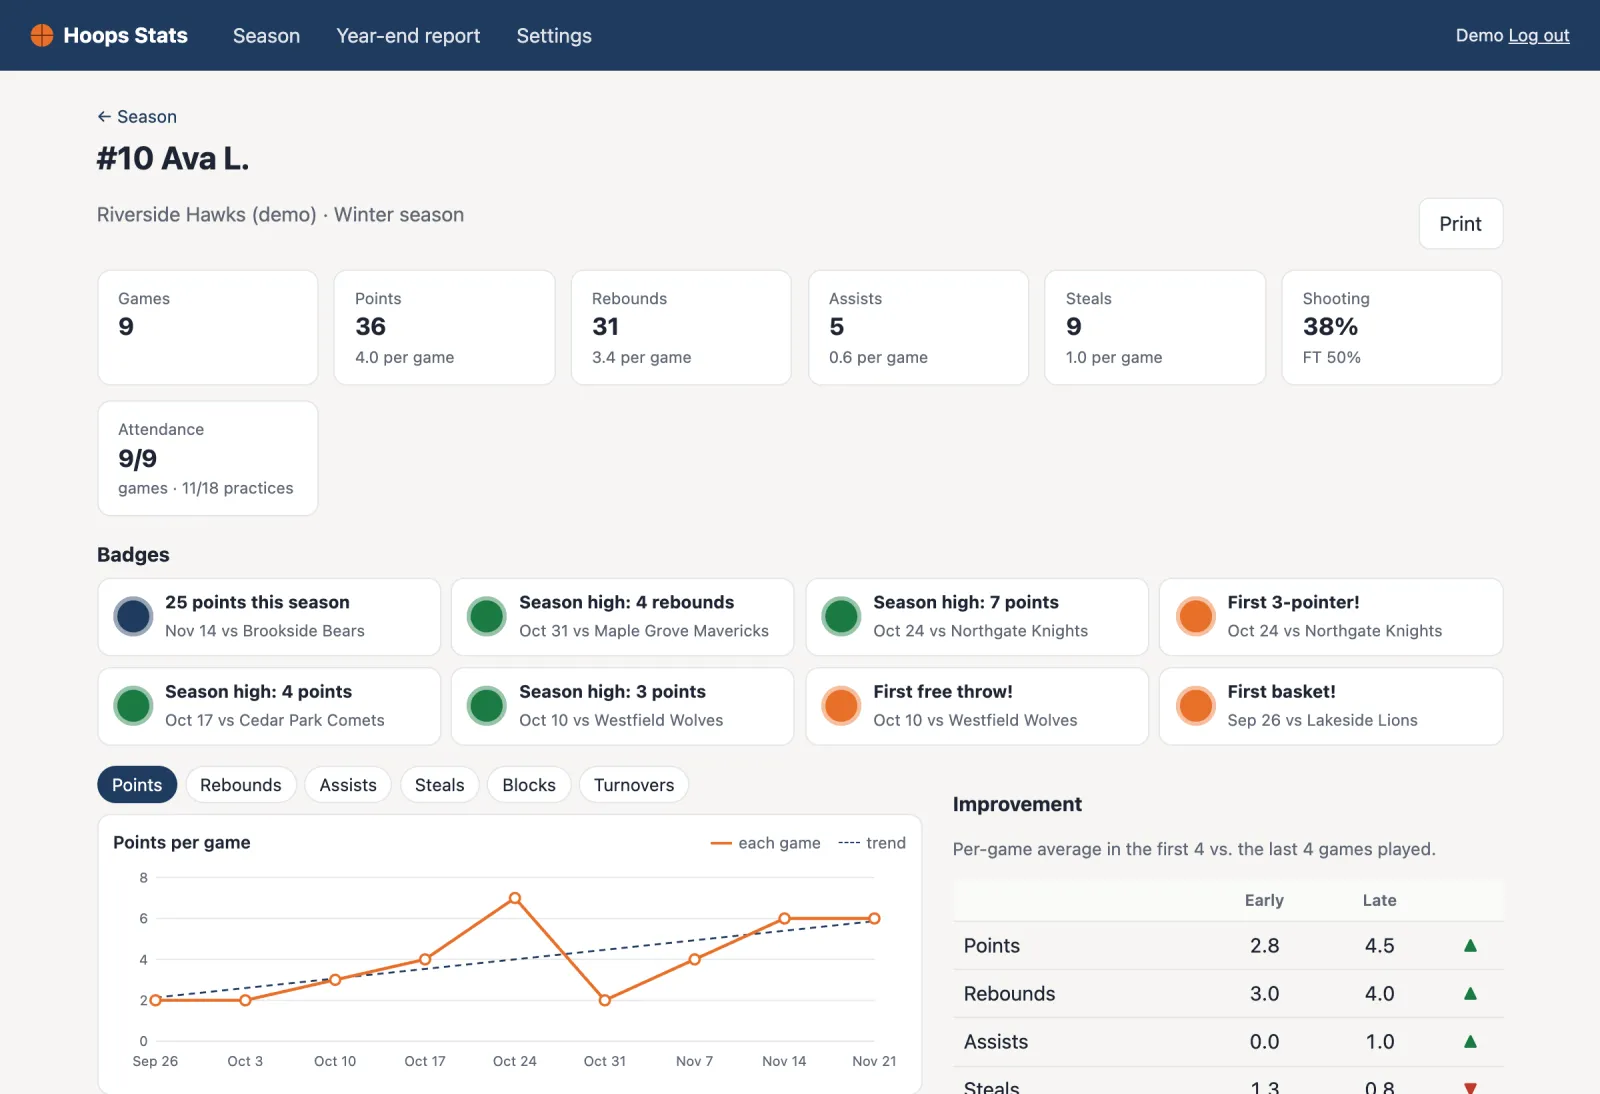 Hoops Stats
Season
Year-end report
Settings
Demo Log out
← Season
#10 Ava L.
Riverside Hawks (demo) · Winter season
Print
Games
9
Points
36
4.0 per game
Rebounds
31
3.4 per game
Assists
5
0.6 per game
Steals
9
1.0 per game
Shooting
38%
FT 50%
Attendance
9/9
games · 11/18 practices
Badges
25 points this season
Nov 14 vs Brookside Bears
Season high: 4 rebounds
Oct 31 vs Maple Grove Mavericks
Season high: 7 points
Oct 24 vs Northgate Knights
First 3-pointer!
Oct 24 vs Northgate Knights
Season high: 4 points
Oct 17 vs Cedar Park Comets
Season high: 3 points
Oct 10 vs Westfield Wolves
First free throw!
Oct 10 vs Westfield Wolves
First basket!
Sep 26 vs Lakeside Lions
Points
Rebounds
Assists
Steals
Blocks
Turnovers
Points per game
each game
trend
8
6
4
2
0
Sep 26
Oct 3
Oct 10
Oct 17
Oct 24
Oct 31
Nov 7
Nov 14
Nov 21
Improvement
Per-game average in the first 4 vs. the last 4 games played.
Early Late
Points 2.8 4.5 ▲
Rebounds 3.0 4.0 ▲
Assists 0.0 1.0 ▲
Steals 1.3 0.8 ▼